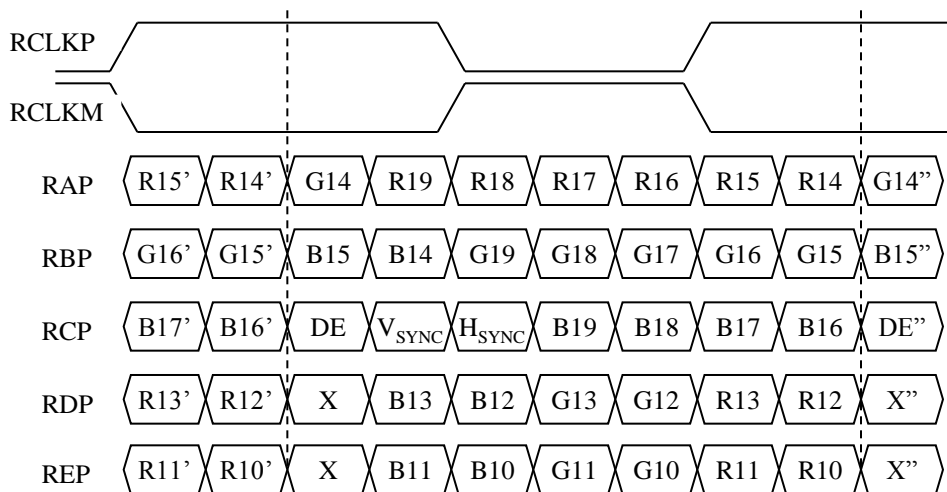 RCLKP
RCLKM
RAP R15’ R14’ G14 R19 R18 R17 R16 R15 R14 G14”
RBP G16’ G15’ B15 B14 G19 G18 G17 G16 G15 B15”
RCP B17’ B16’ DE VSYNC HSYNC B19 B18 B17 B16 DE”
RDP R13’ R12’ X B13 B12 G13 G12 R13 R12 X”
REP R11’ R10’ X B11 B10 G11 G10 R11 R10 X”